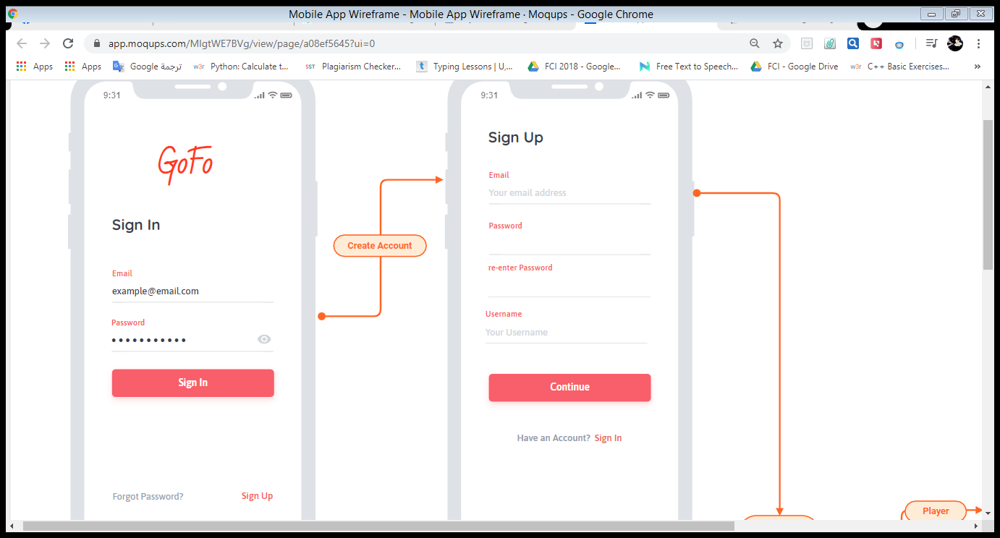 Mobile App Wireframe - Mobile App Wireframe · Moqups - Google Chrome
app.moqups.com/MIgtWE7BVg/view/page/a08ef5645?ui=0
Apps
Apps
ترجمة Google
w3r Python: Calculate t...
SST Plagiarism Checker...
t Typing Lessons | U,...
FCI 2018 - Google...
Free Text to Speech...
FCI - Google Drive
w3r C++ Basic Exercises...
»
9:31
GoFo
Sign In
Email
example@email.com
Password
•••••••••••
Sign In
Forgot Password?
Sign Up
Create Account
9:31
Sign Up
Email
Your email address
Password
re-enter Password
Username
Your Username
Continue
Have an Account? Sign In
Player